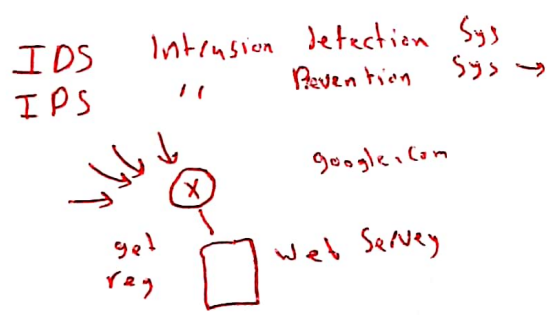 IDS Intrusion Detection Sys
IPS " Prevention Sys →
google.com
X
get
req
Web Server